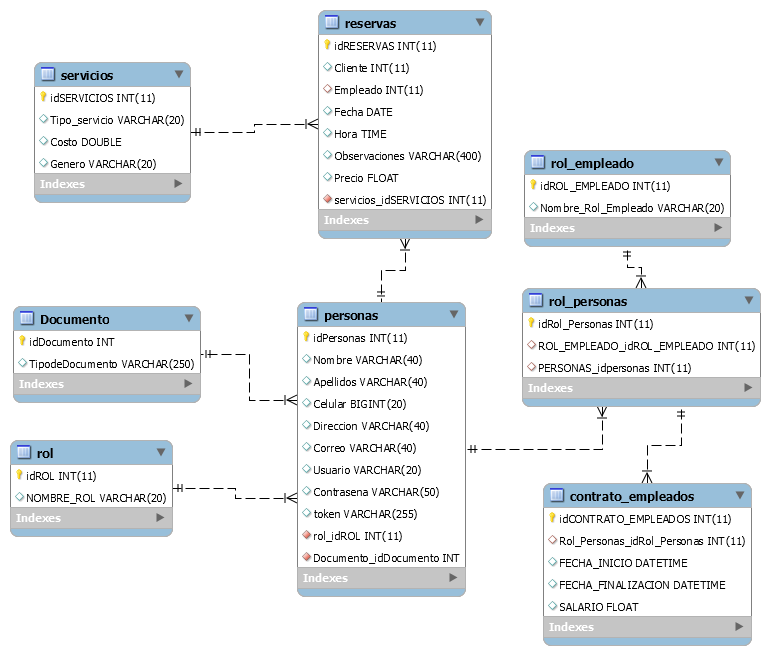 reservas
idRESERVAS INT(11)
Cliente INT(11)
Empleado INT(11)
Fecha DATE
Hora TIME
Observaciones VARCHAR(400)
Precio FLOAT
servicios_idSERVICIOS INT(11)
Indexes
servicios
idSERVICIOS INT(11)
Tipo_servicio VARCHAR(20)
Costo DOUBLE
Genero VARCHAR(20)
Indexes
rol_empleado
idROL_EMPLEADO INT(11)
Nombre_Rol_Empleado VARCHAR(20)
Indexes
Documento
idDocumento INT
TipodeDocumento VARCHAR(250)
Indexes
personas
idPersonas INT(11)
Nombre VARCHAR(40)
Apellidos VARCHAR(40)
Celular BIGINT(20)
Direccion VARCHAR(40)
Correo VARCHAR(40)
Usuario VARCHAR(20)
Contrasena VARCHAR(50)
token VARCHAR(255)
rol_idROL INT(11)
Documento_idDocumento INT
Indexes
rol_personas
idRol_Personas INT(11)
ROL_EMPLEADO_idROL_EMPLEADO INT(11)
PERSONAS_idpersonas INT(11)
Indexes
rol
idROL INT(11)
NOMBRE_ROL VARCHAR(20)
Indexes
contrato_empleados
idCONTRATO_EMPLEADOS INT(11)
Rol_Personas_idRol_Personas INT(11)
FECHA_INICIO DATETIME
FECHA_FINALIZACION DATETIME
SALARIO FLOAT
Indexes